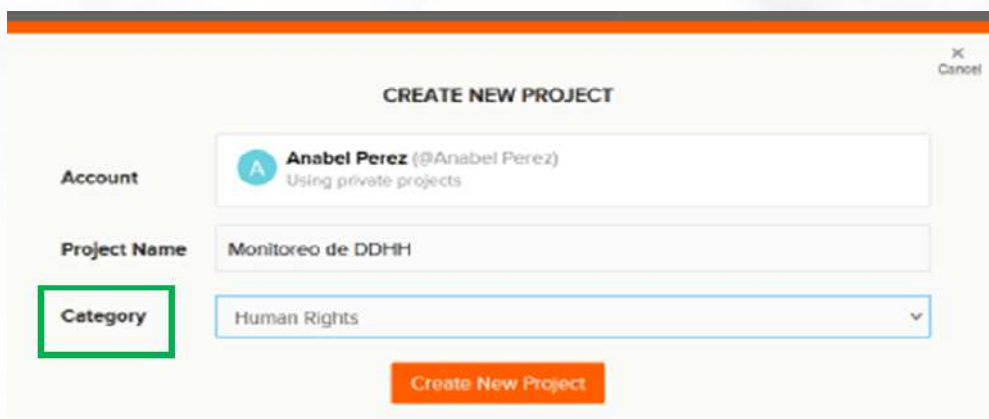 ×
Cancel
CREATE NEW PROJECT
Account
A
Anabel Perez (@Anabel Perez)
Using private projects
Project Name
Monitoreo de DDHH
Category
Human Rights
Create New Project